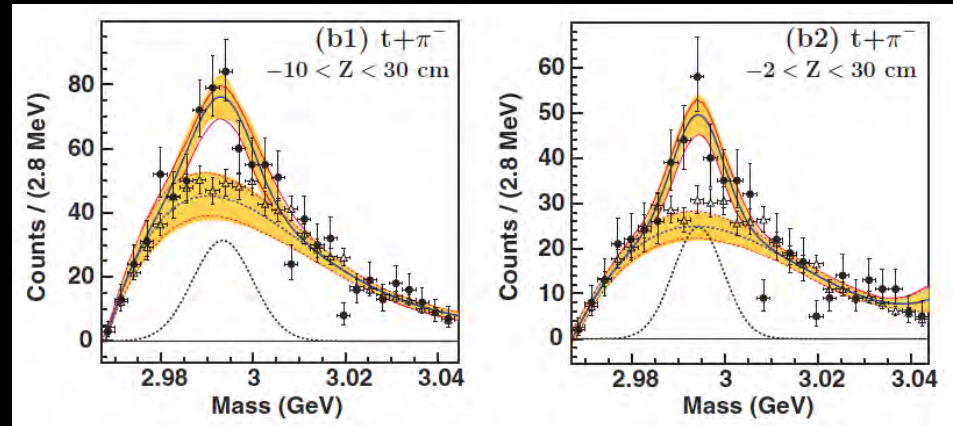 (b1) t+π⁻
−10 < Z < 30 cm
Counts / (2.8 MeV)
80
60
40
20
0
2.98
3
3.02
3.04
Mass (GeV)
(b2) t+π⁻
−2 < Z < 30 cm
Counts / (2.8 MeV)
60
50
40
30
20
10
0
2.98
3
3.02
3.04
Mass (GeV)